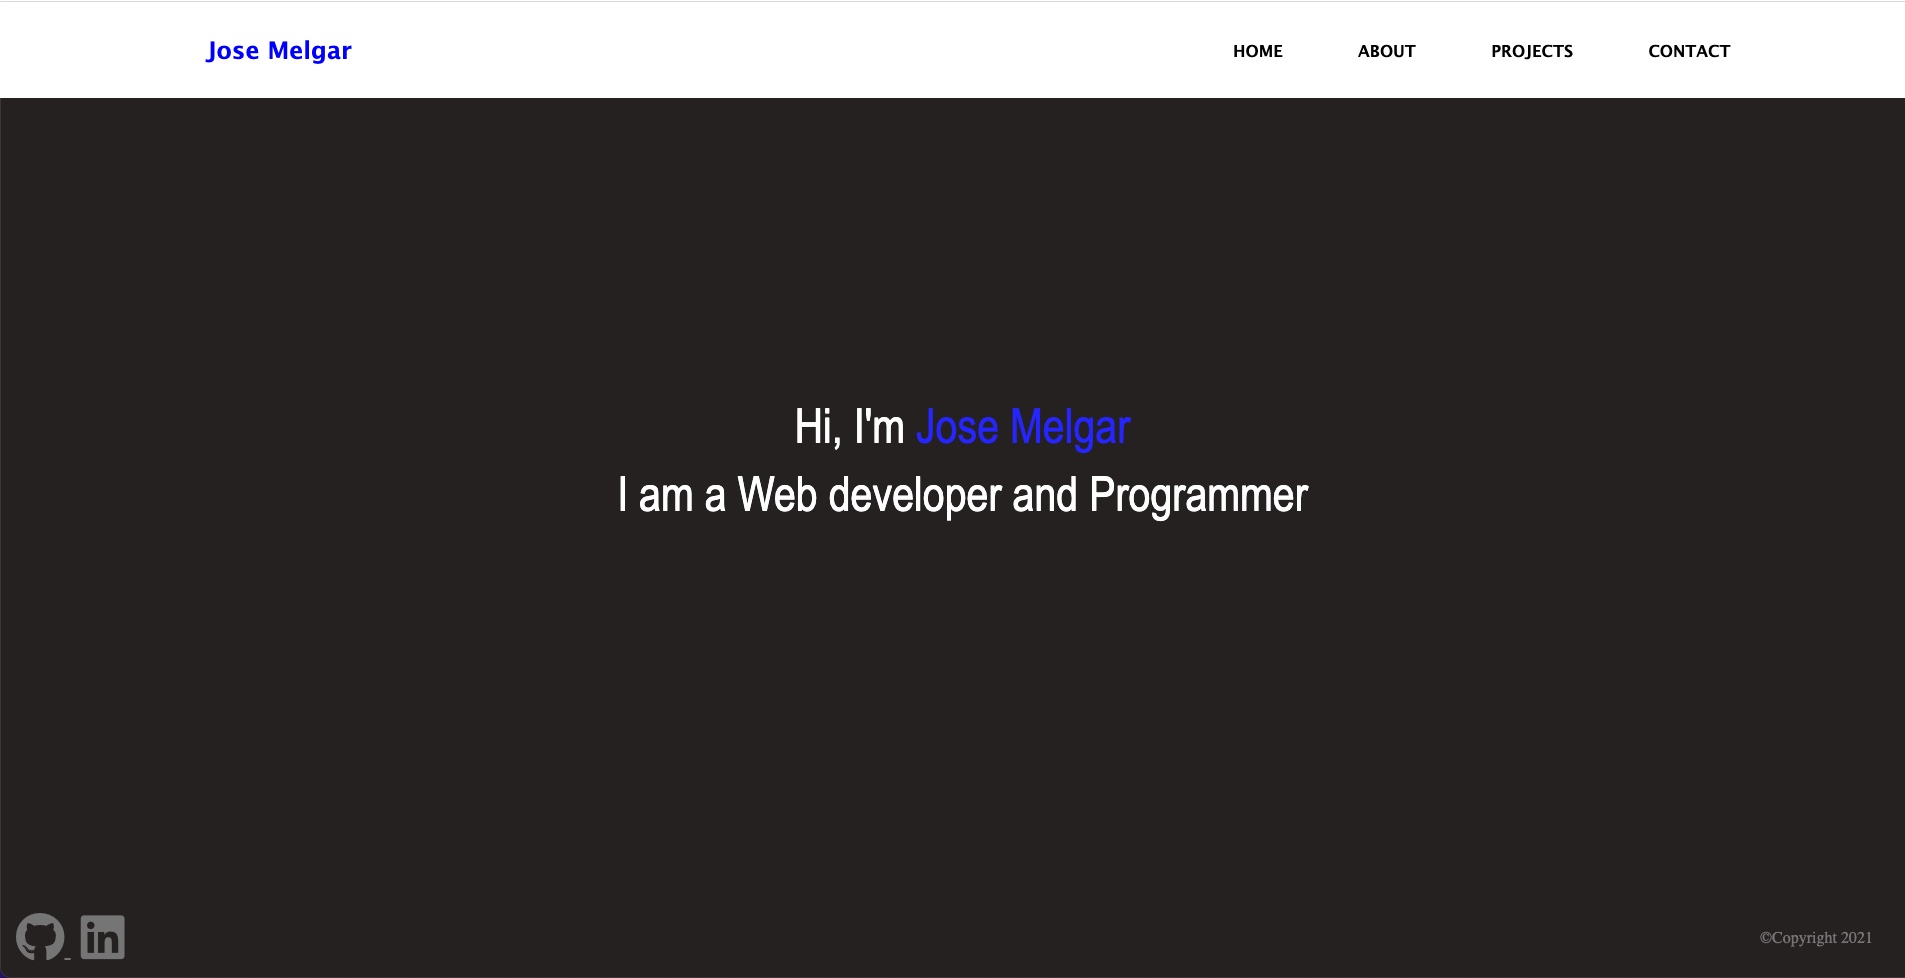 Jose Melgar
HOME ABOUT PROJECTS CONTACT
Hi, I'm Jose Melgar
I am a Web developer and Programmer
in
©Copyright 2021